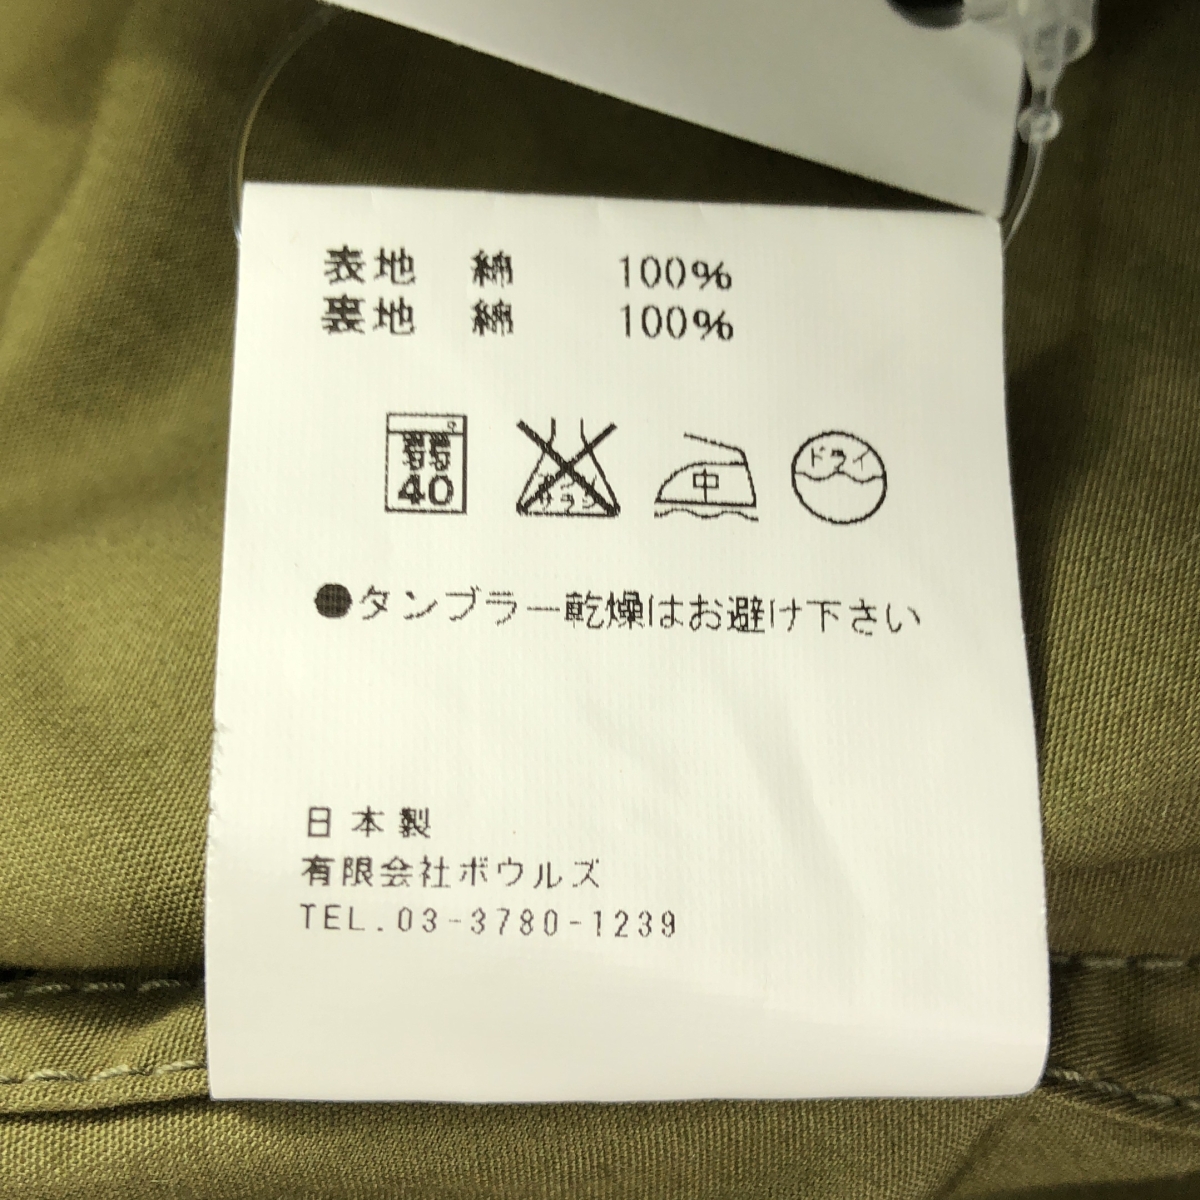 表地 綿 100%
裏地 綿 100%
40
中
ドライ
●タンブラー乾燥はお避け下さい
日本製
有限会社ボウルズ
TEL.03-3780-1239